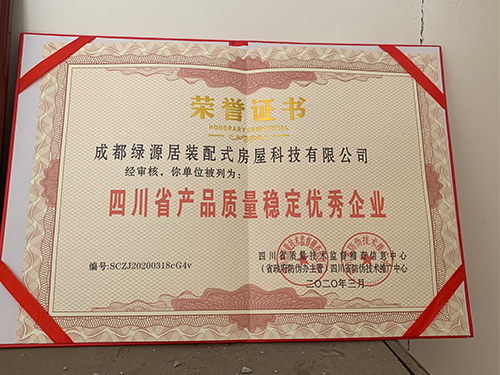 荣誉证书
HONORARY CREDENTIAL
成都绿源居装配式房屋科技有限公司
经审核，你单位被列为：
四川省产品质量稳定优秀企业
四川省质量技术监督稽查信息中心
（省政府防伪办主管）四川省防伪技术推广中心
编号:SCZJ20200318cG4v
二〇二〇年三月